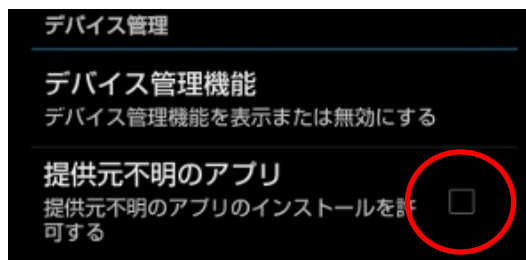 デバイス管理
デバイス管理機能
デバイス管理機能を表示または無効にする
提供元不明のアプリ
提供元不明のアプリのインストールを許
可する